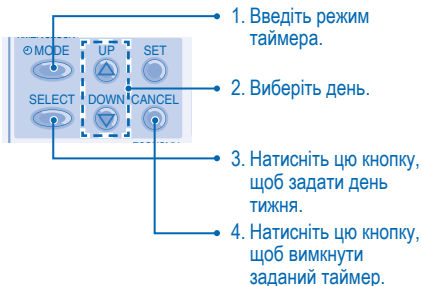 1. Введіть режим
таймера.
MODE UP SET
2. Виберіть день.
SELECT DOWN CANCEL
3. Натисніть цю кнопку,
щоб задати день
тижня.
4. Натисніть цю кнопку,
щоб вимкнути
заданий таймер.